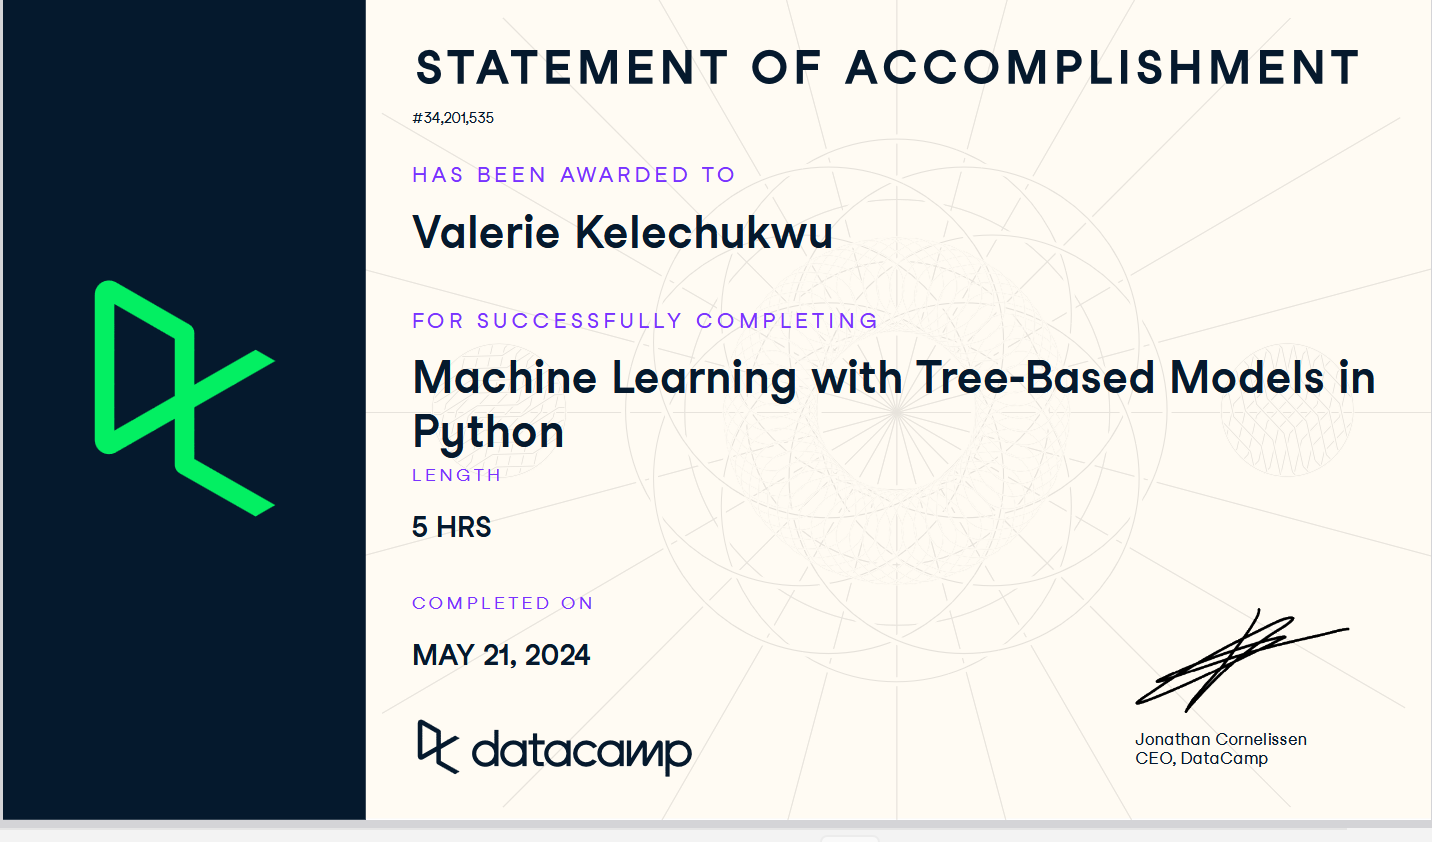 STATEMENT OF ACCOMPLISHMENT
#34,201,535
HAS BEEN AWARDED TO
Valerie Kelechukwu
FOR SUCCESSFULLY COMPLETING
Machine Learning with Tree-Based Models in
Python
LENGTH
5 HRS
COMPLETED ON
MAY 21, 2024
datacamp
Jonathan Cornelissen
CEO, DataCamp